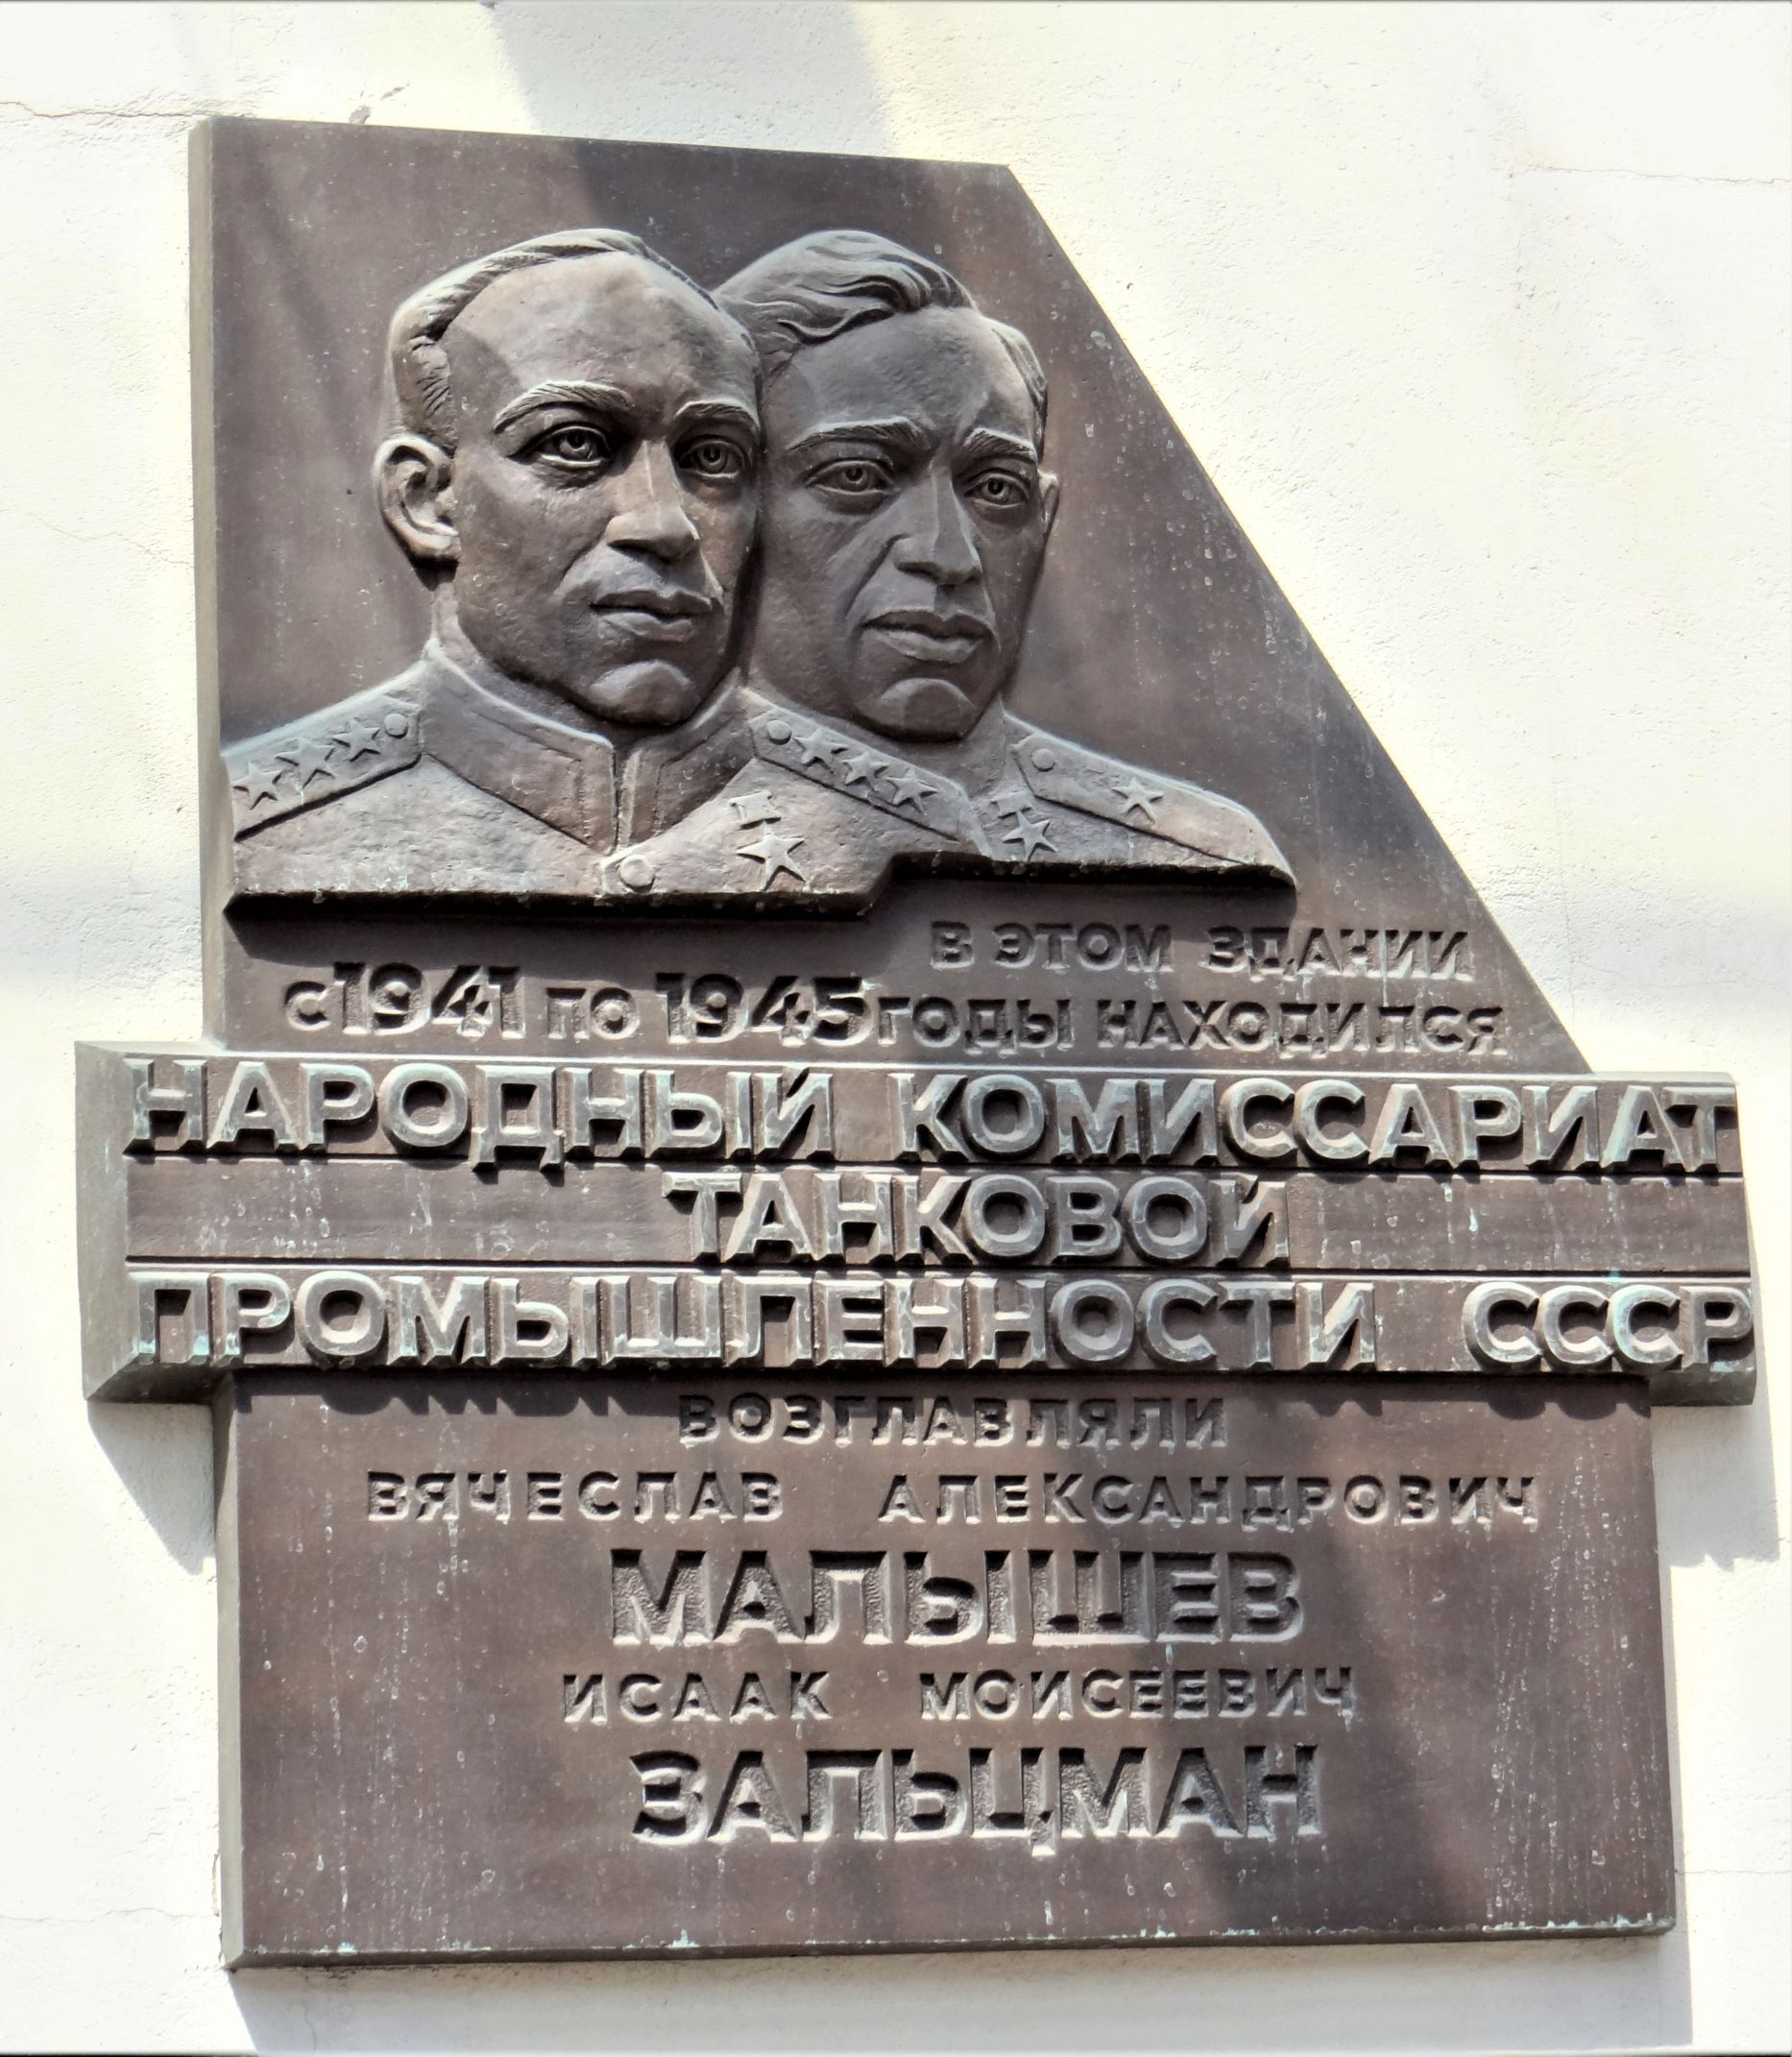 В ЭТОМ ЗДАНИИ
С 1941 ПО 1945 ГОДЫ НАХОДИЛСЯ
НАРОДНЫЙ КОМИССАРИАТ
ТАНКОВОЙ
ПРОМЫШЛЕННОСТИ СССР
ВОЗГЛАВЛЯЛИ
ВЯЧЕСЛАВ АЛЕКСАНДРОВИЧ
МАЛЫШЕВ
ИСААК МОИСЕЕВИЧ
ЗАЛЬЦМАН